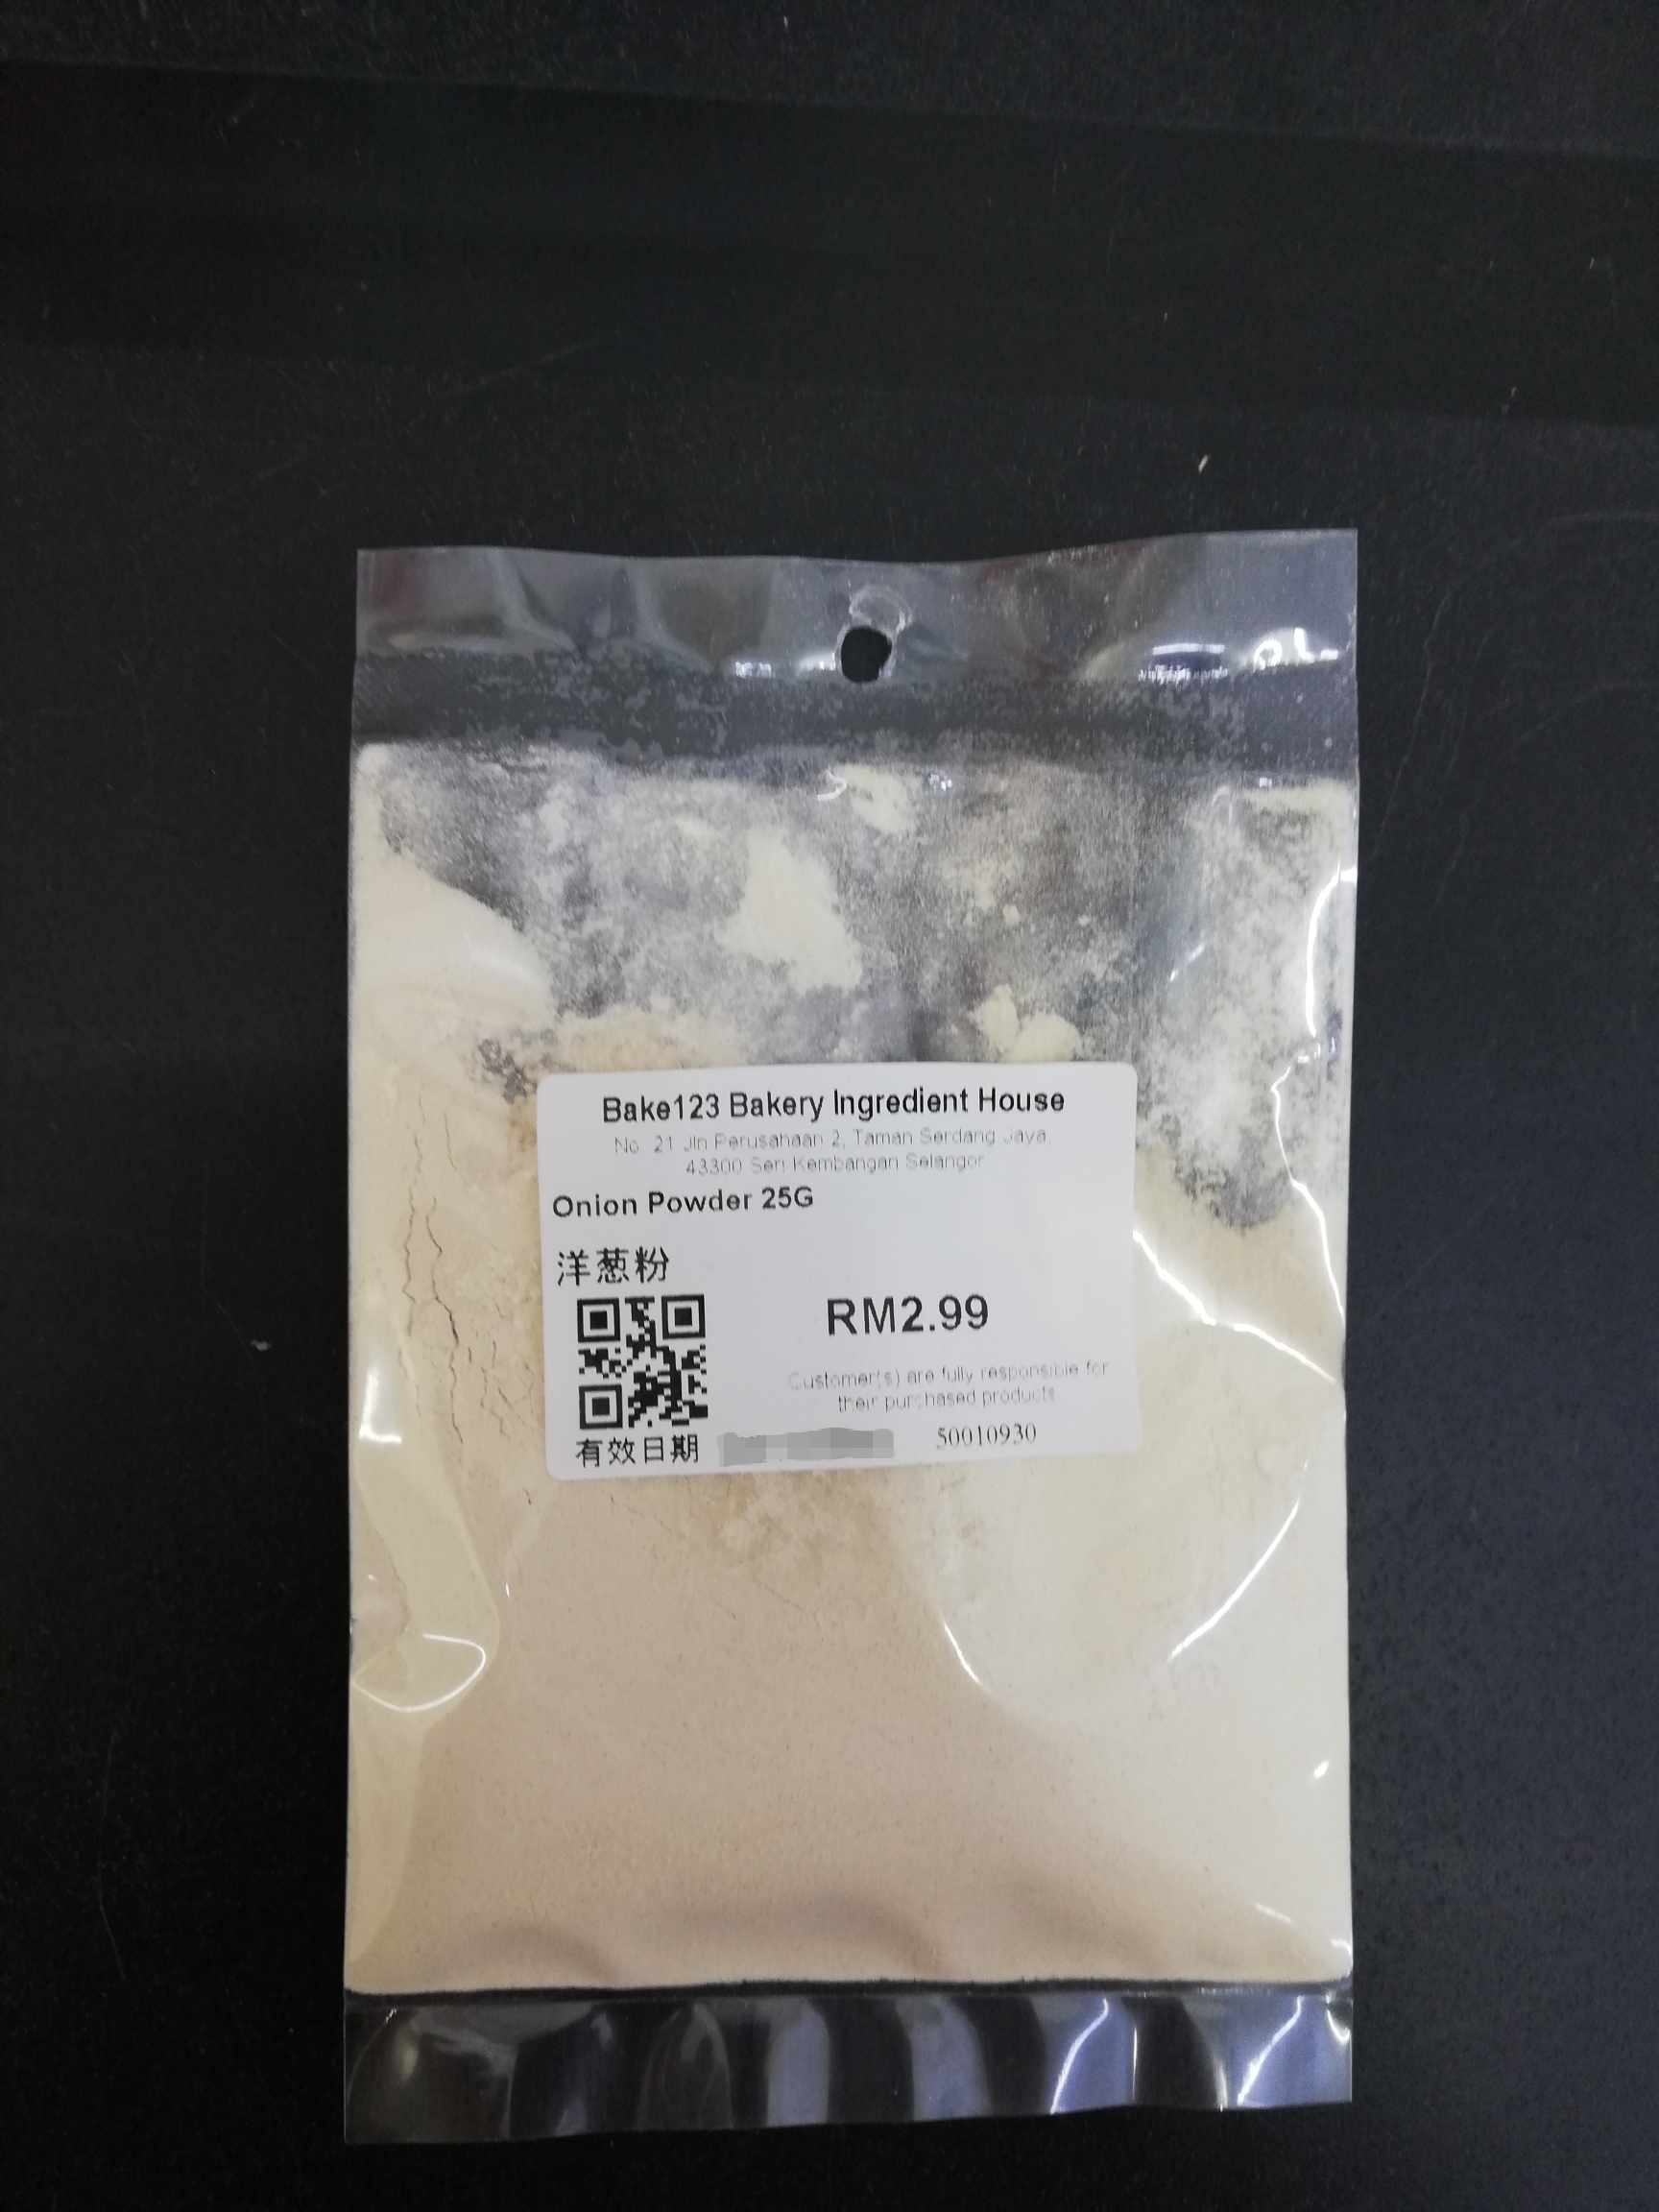 Bake123 Bakery Ingredient House
No. 21 Jln Perusahaan 2, Taman Serdang Jaya,
43300 Seri Kembangan Selangor
Onion Powder 25G
洋葱粉
RM2.99
Customer(s) are fully responsible for
their purchased products
有效日期
50010930